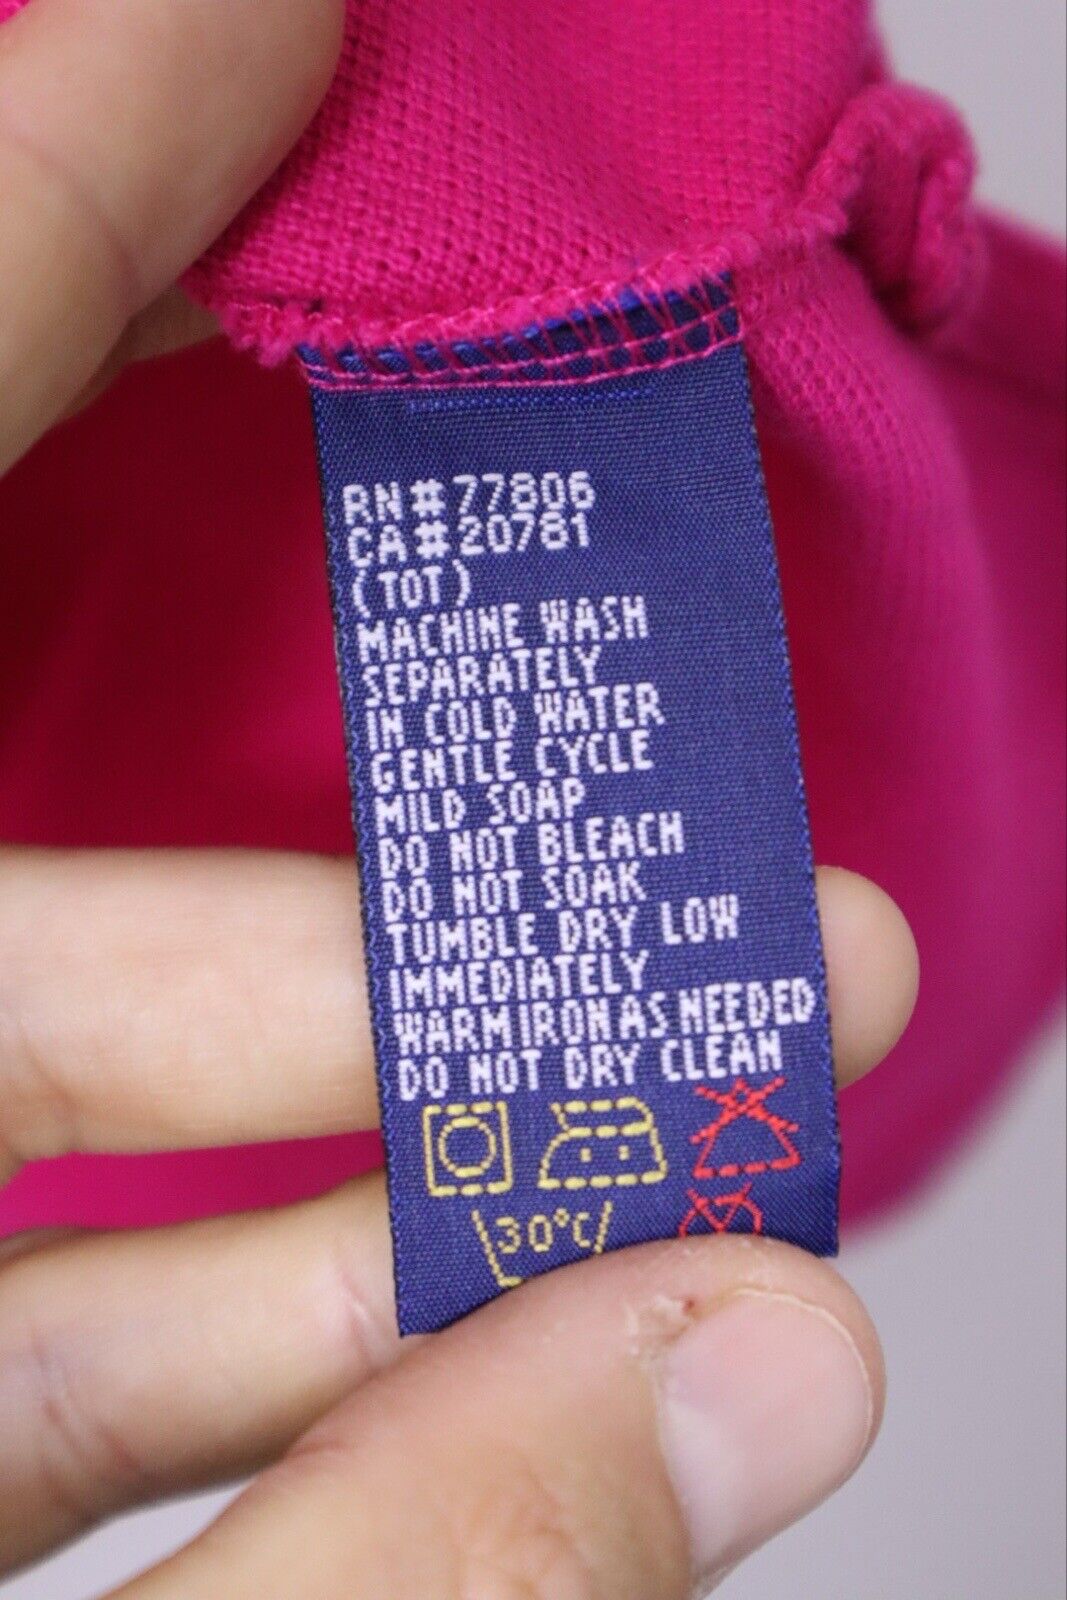 RN#77806
CA#20781
(TOT)
MACHINE WASH
SEPARATELY
IN COLD WATER
GENTLE CYCLE
MILD SOAP
DO NOT BLEACH
DO NOT SOAK
TUMBLE DRY LOW
IMMEDIATELY
WARM IRON AS NEEDED
DO NOT DRY CLEAN
30°C